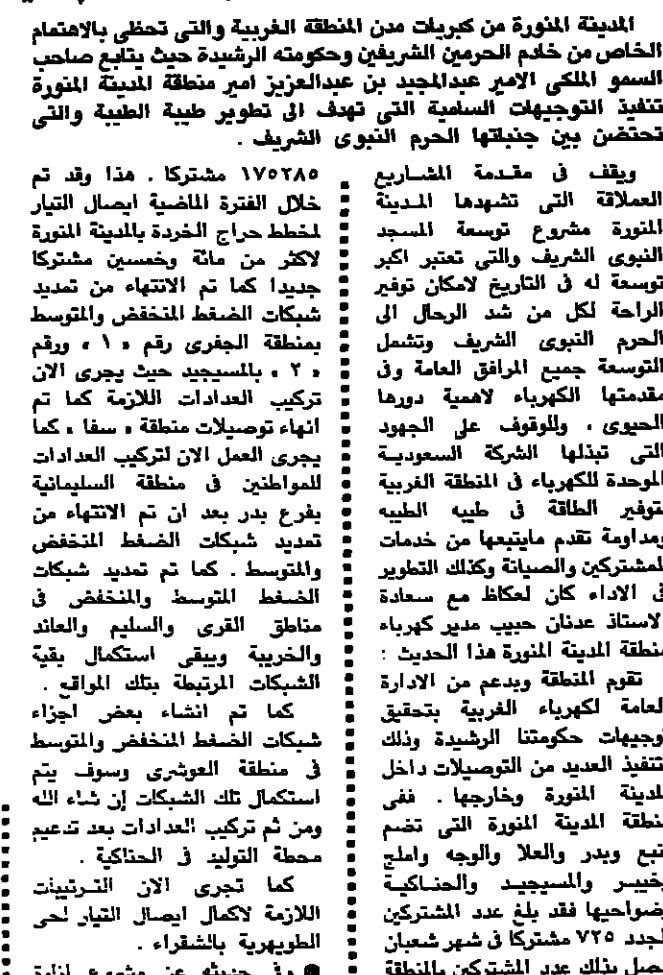 المدينة المنورة من كبريات مدن المنطقة الغربية والتى تحظى بالاهتمام
الخاص من خادم الحرمين الشريفين وحكومته الرشيدة حيث يتابع صاحب
السمو الملكى الامير عبدالمجيد بن عبدالعزيز امير منطقة المدينة المنورة
تنفيذ التوجيهات السامية التى تهدف الى تطوير طيبة الطيبة والتى
تحتضن بين جنباتها الحرم النبوى الشريف .
ويقف فى مقدمة المشاريع
العملاقة التى تشهدها المدينة
المنورة مشروع توسعة المسجد
النبوى الشريف والتى تعتبر اكبر
توسعة له فى التاريخ لامكان توفير
الراحة لكل من شد الرحال الى
الحرم النبوى الشريف وتشمل
التوسعة جميع المرافق العامة وفى
مقدمتها الكهرباء لاهمية دورها
الحيوى ، وللوقوف على الجهود
التى تبذلها الشركة السعودية
الموحدة للكهرباء فى المنطقة الغربية
لتوفير الطاقة فى طيبه الطيبه
ومداومة تقدم مايتبعها من خدمات
للمشتركين والصيانة وكذلك التطوير
فى الاداء كان لعكاظ مع سعادة
الاستاذ عدنان حبيب مدير كهرباء
منطقة المدينة المنورة هذا الحديث :
تقوم المنطقة وبدعم من الادارة
العامة لكهرباء الغربية بتحقيق
توجيهات حكومتنا الرشيدة وذلك
بتنفيذ العديد من التوصيلات داخل
المدينة المنورة وخارجها . ففى
منطقة المدينة المنورة التى تضم
ينبع وبدر والعلا والوجه واملج
وخيبر والمسيجيد والحناكية
وضواحيها فقد بلغ عدد المشتركين
الجدد ٧٢٥ مشتركا فى شهر شعبان
ليصل بذلك عدد المشتركين بالمنطقة
١٧٥٢٨٥ مشتركا . هذا وقد تم
خلال الفترة الماضية ايصال التيار
لمخطط حراج الخردة بالمدينة المنورة
لاكثر من مائة وخمسين مشتركا
جديدا كما تم الانتهاء من تمديد
شبكات الضغط المنخفض والمتوسط
بمنطقة الجفرى رقم « ١ » ورقم
« ٢ » بالمسيجيد حيث يجرى الان
تركيب العدادات اللازمة كما تم
انهاء توصيلات منطقة « سفا » كما
يجرى العمل الان لتركيب العدادات
للمواطنين فى منطقة السليمانية
بفرع بدر بعد ان تم الانتهاء من
تمديد شبكات الضغط المنخفض
والمتوسط . كما تم تمديد شبكات
الضغط المتوسط والمنخفض فى
مناطق القرى والسليم والعائد
والخريبة ويبقى استكمال بقية
الشبكات المرتبطة بتلك المواقع .
كما تم انشاء بعض اجزاء
شبكات الضغط المنخفض والمتوسط
فى منطقة العوشرى وسوف يتم
استكمال تلك الشبكات إن شاء الله
ومن ثم تركيب العدادات بعد تدعيم
محطة التوليد فى الحناكية .
كما تجرى الان الترتيبات
اللازمة لاكمال ايصال التيار لحى
الطويهرية بالشقراء .